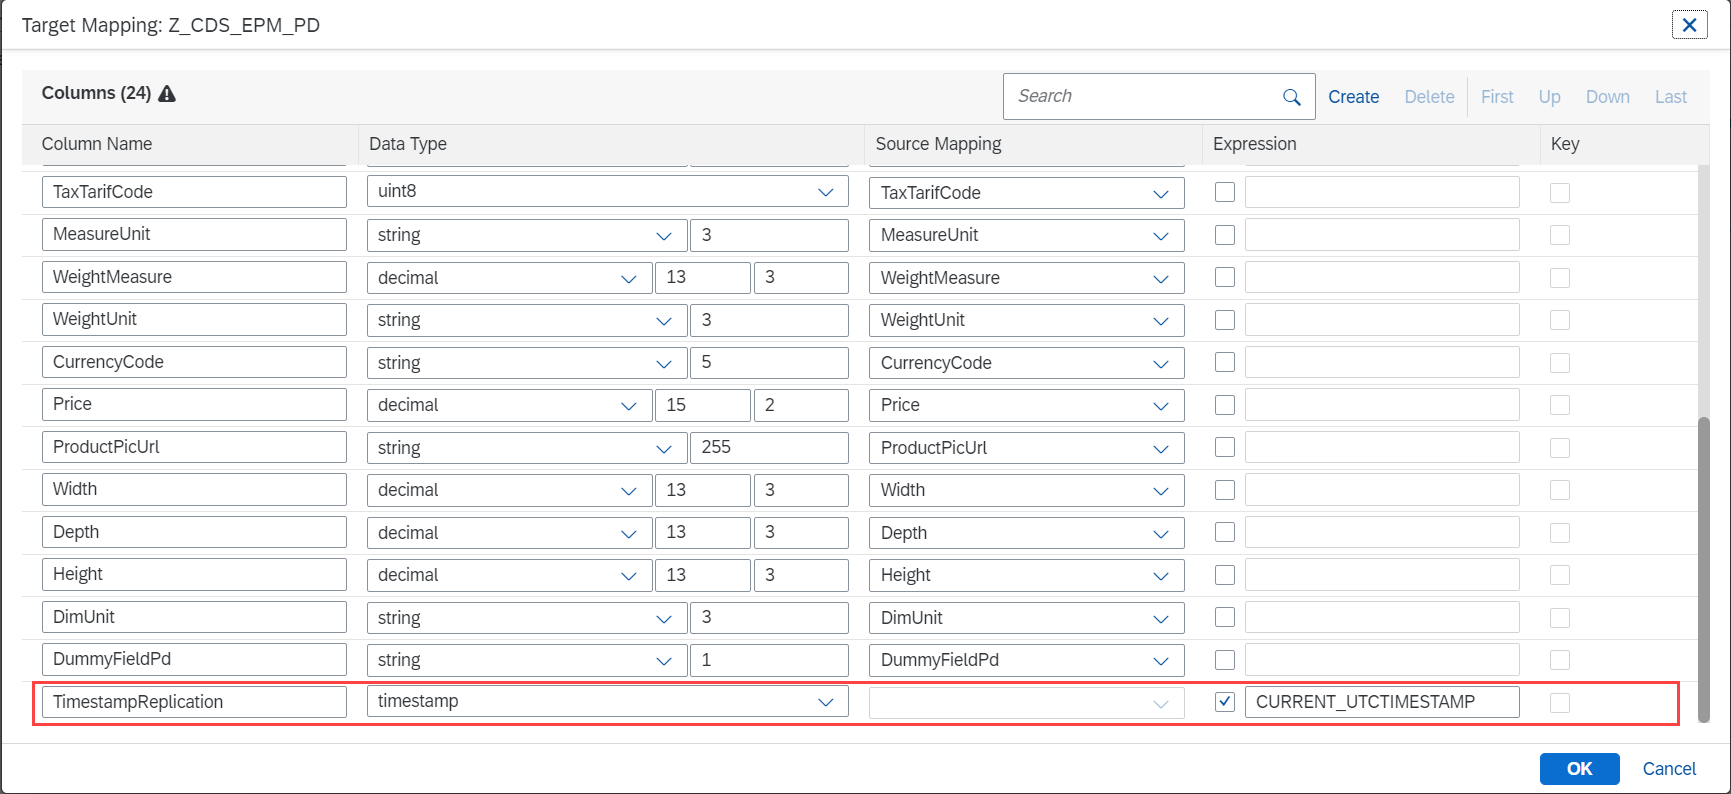 Target Mapping: Z_CDS_EPM_PD
Columns (24) Search Create Delete First Up Down Last
Column Name Data Type Source Mapping Expression Key
TaxTarifCode uint8 TaxTarifCode
MeasureUnit string 3 MeasureUnit
WeightMeasure decimal 13 3 WeightMeasure
WeightUnit string 3 WeightUnit
CurrencyCode string 5 CurrencyCode
Price decimal 15 2 Price
ProductPicUrl string 255 ProductPicUrl
Width decimal 13 3 Width
Depth decimal 13 3 Depth
Height decimal 13 3 Height
DimUnit string 3 DimUnit
DummyFieldPd string 1 DummyFieldPd
TimestampReplication timestamp CURRENT_UTCTIMESTAMP
OK Cancel